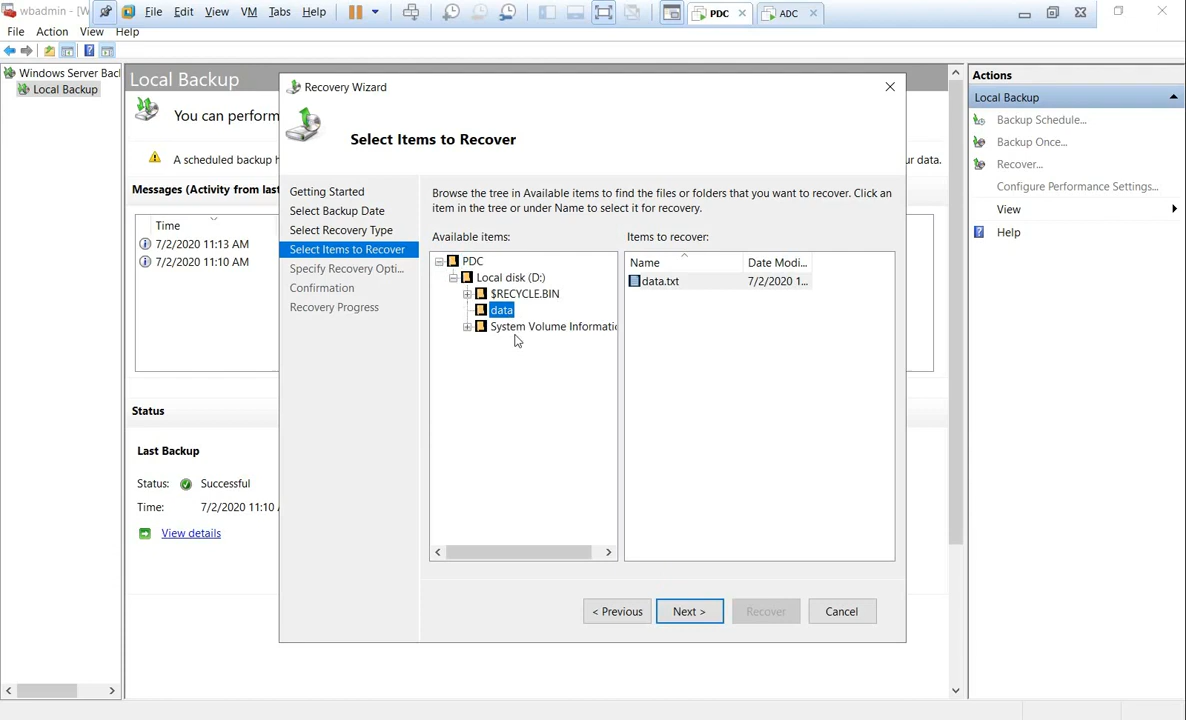 wbadmin - [W
File Edit View VM Tabs Help
PDC
ADC
File Action View Help
Windows Server Bac
Local Backup
Local Backup
You can perform
A scheduled backup h
ur data.
Messages (Activity from last
Time
7/2/2020 11:13 AM
7/2/2020 11:10 AM
Status
Last Backup
Status: Successful
Time: 7/2/2020 11:10
View details
Recovery Wizard
Select Items to Recover
Getting Started
Select Backup Date
Select Recovery Type
Select Items to Recover
Specify Recovery Opti...
Confirmation
Recovery Progress
Browse the tree in Available items to find the files or folders that you want to recover. Click an
item in the tree or under Name to select it for recovery.
Available items:
PDC
Local disk (D:)
$RECYCLE.BIN
data
System Volume Informatic
Items to recover:
Name Date Modi...
data.txt 7/2/2020 1...
< Previous Next > Recover Cancel
Actions
Local Backup
Backup Schedule...
Backup Once...
Recover...
Configure Performance Settings...
View
Help